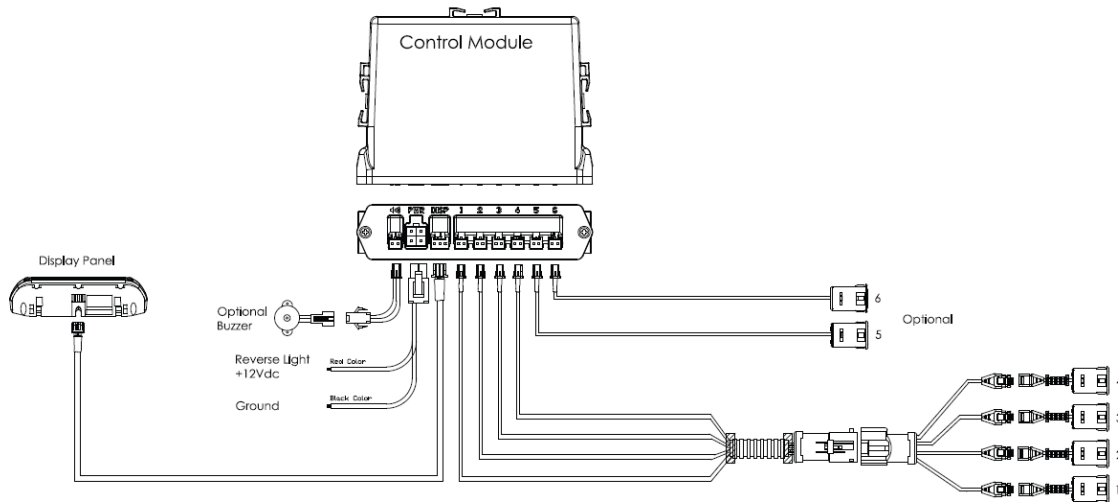 Control Module
PWR DISP 1 2 3 4 5 6
Display Panel
Optional
Buzzer
6
5
Optional
Reverse Light
+12Vdc
Red Color
Ground
Black Color
3
2
1